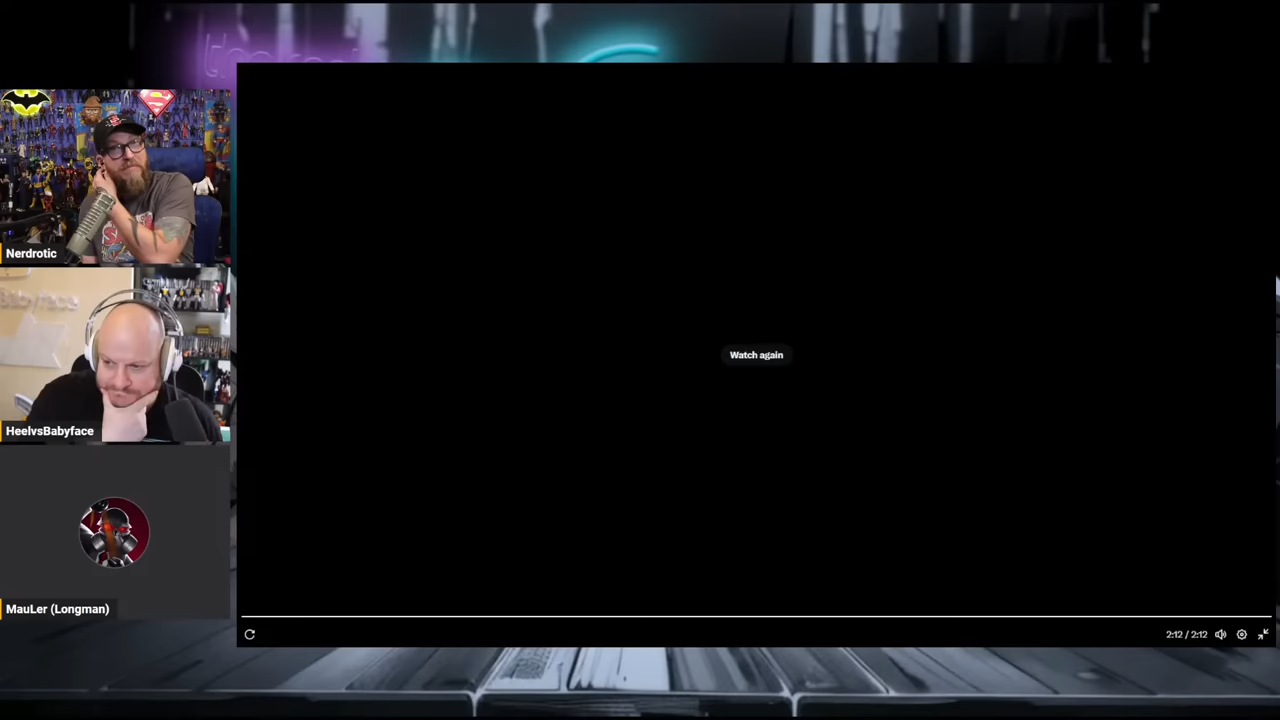 Nerdrotic
HeelvsBabyface
MauLer (Longman)
Watch again
2:12 / 2:12